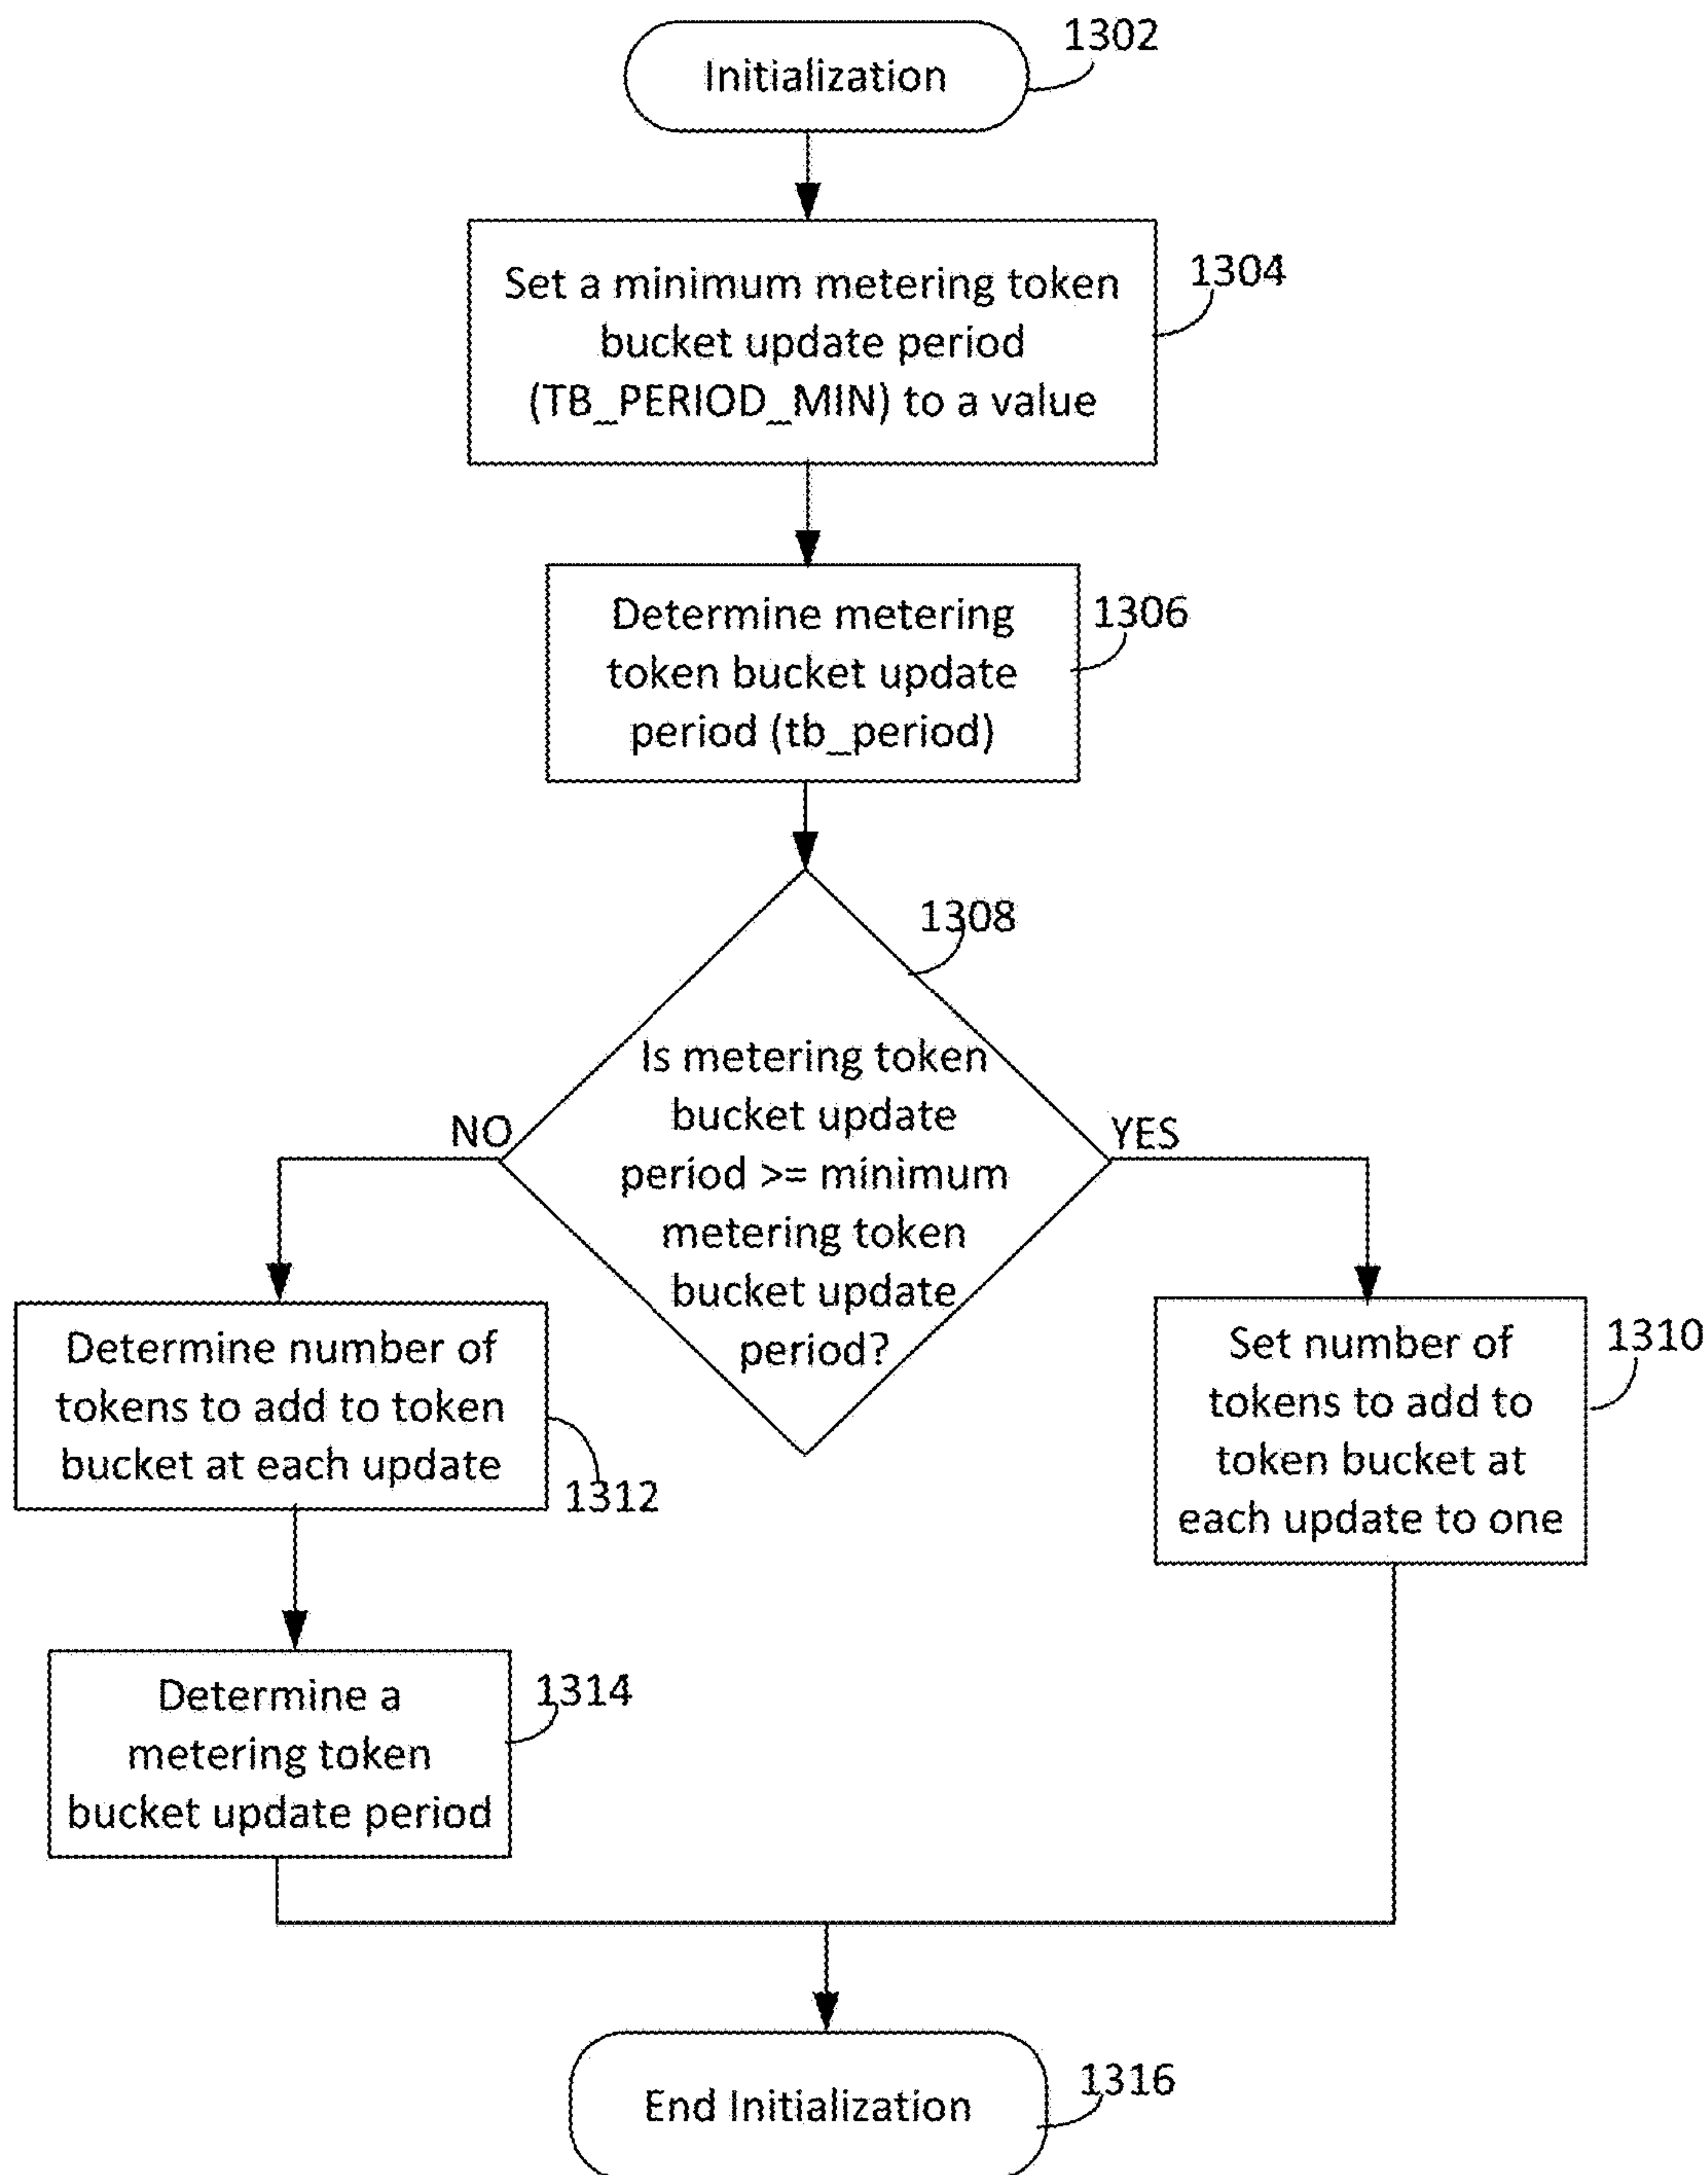 1302
Initialization
1304
Set a minimum metering token
bucket update period
(TB_PERIOD_MIN) to a value
1306
Determine metering
token bucket update
period (tb_period)
1308
Is metering token
bucket update
period >= minimum
metering token
bucket update
period?
NO
YES
Determine number of
tokens to add to token
bucket at each update
1312
Set number of
tokens to add to
token bucket at
each update to one
1310
Determine a
metering token
bucket update period
1314
End Initialization
1316